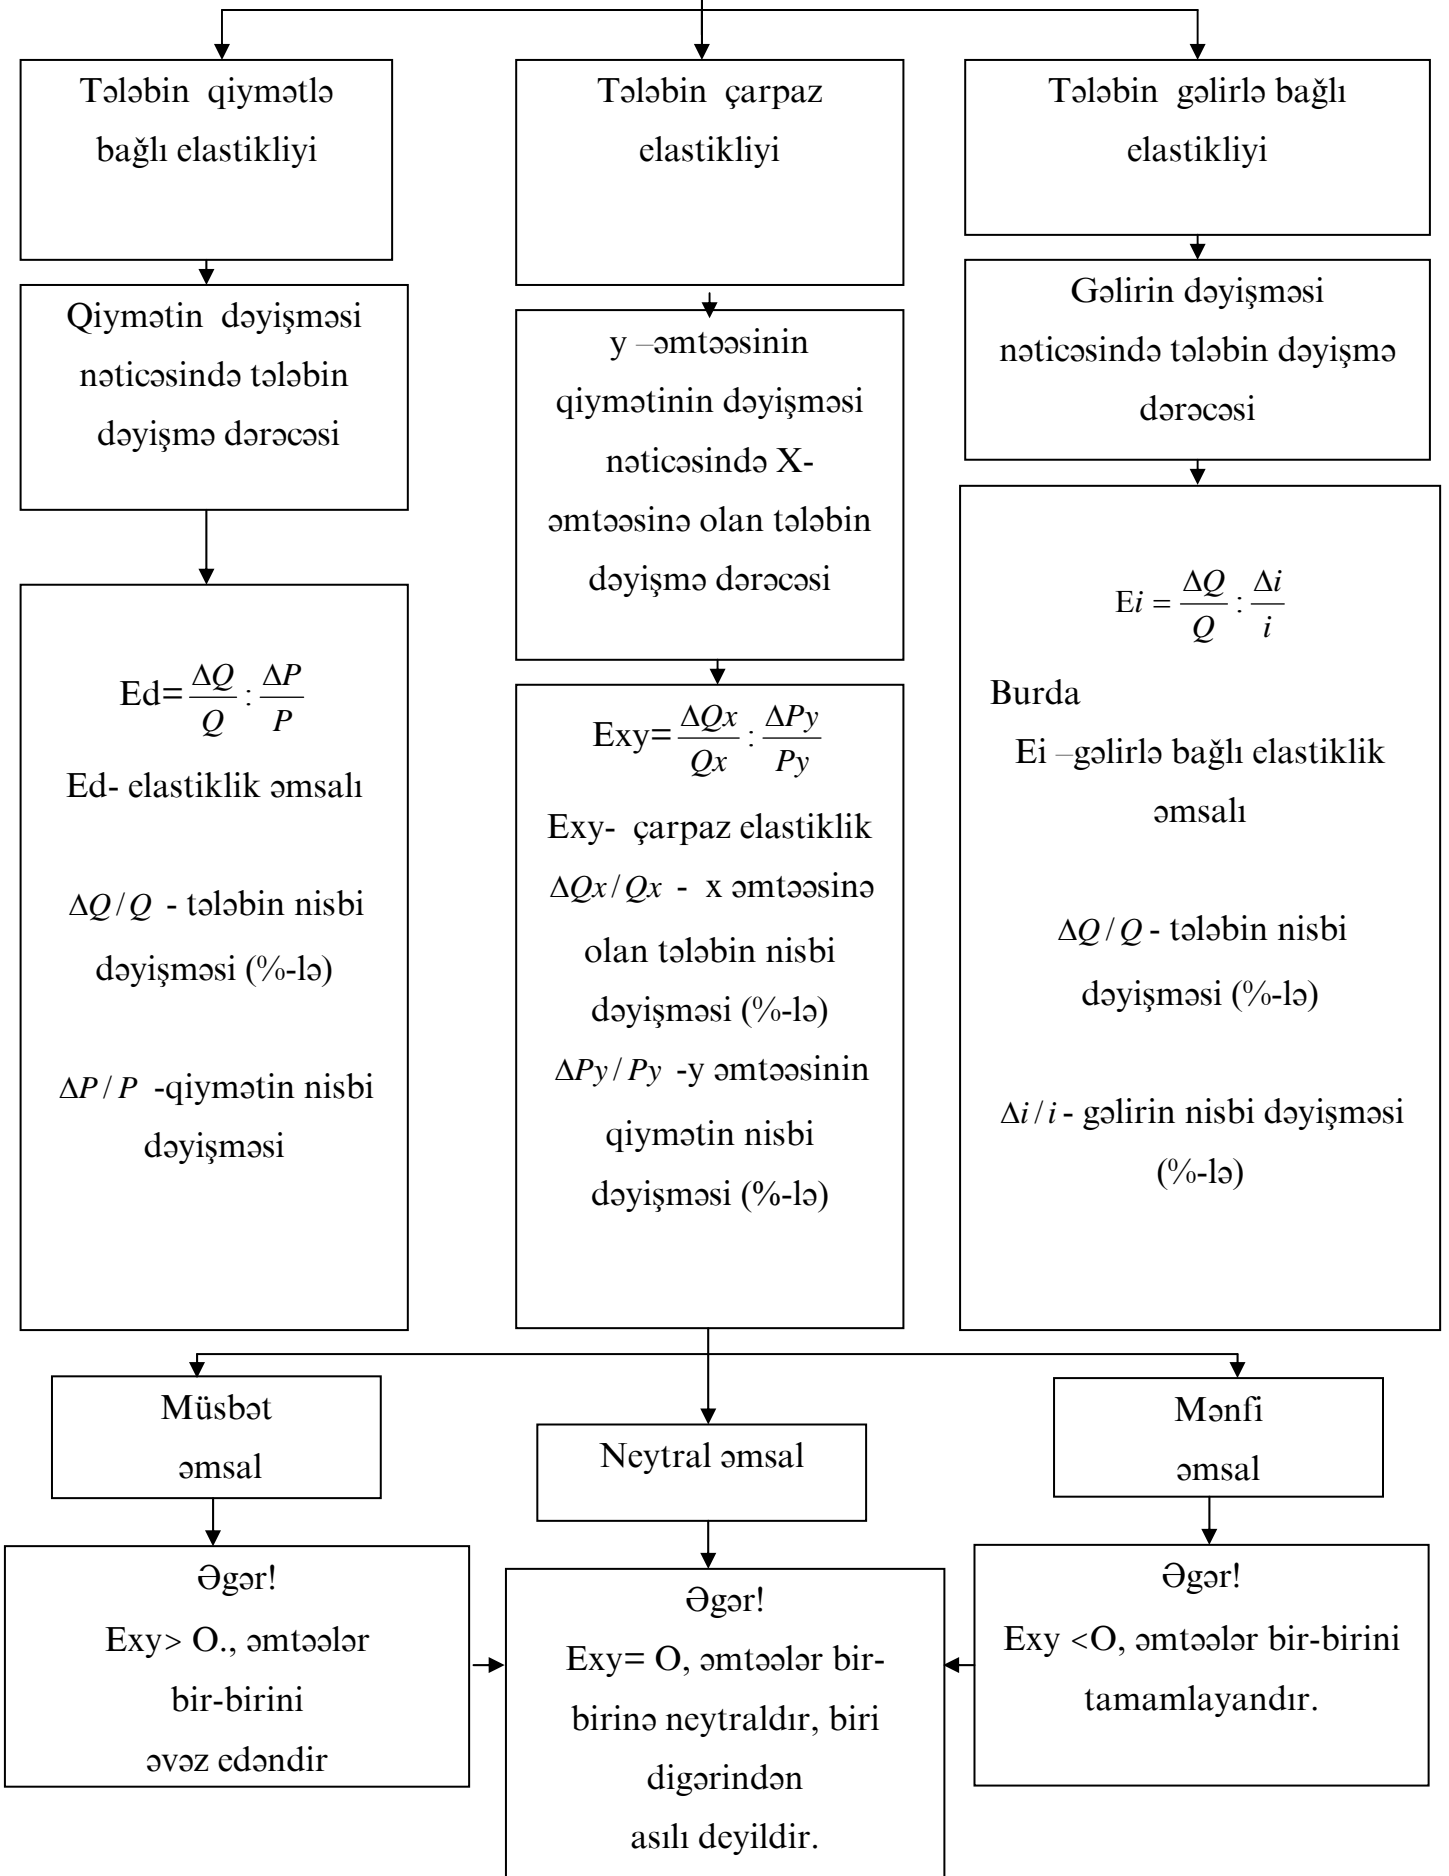 Tələbin qiymətlə
bağlı elastikliyi
Tələbin çarpaz
elastikliyi
Tələbin gəlirlə bağlı
elastikliyi
Qiymətin dəyişməsi
nəticəsində tələbin
dəyişmə dərəcəsi
y –əmtəəsinin
qiymətinin dəyişməsi
nəticəsində X-
əmtəəsinə olan tələbin
dəyişmə dərəcəsi
Gəlirin dəyişməsi
nəticəsində tələbin dəyişmə
dərəcəsi
Ed=ΔQ/Q : ΔP/P
Ed- elastiklik əmsalı
ΔQ/Q - tələbin nisbi
dəyişməsi (%-lə)
ΔP/P -qiymətin nisbi
dəyişməsi
Exy=ΔQx/Qx : ΔPy/Py
Exy- çarpaz elastiklik
ΔQx/Qx - x əmtəəsinə
olan tələbin nisbi
dəyişməsi (%-lə)
ΔPy/Py -y əmtəəsinin
qiymətin nisbi
dəyişməsi (%-lə)
Ei = ΔQ/Q : Δi/i
Burda
Ei –gəlirlə bağlı elastiklik
əmsalı
ΔQ/Q - tələbin nisbi
dəyişməsi (%-lə)
Δi/i - gəlirin nisbi dəyişməsi
(%-lə)
Müsbət
əmsal
Neytral əmsal
Mənfi
əmsal
Əgər!
Exy> O., əmtəələr
bir-birini
əvəz edəndir
Əgər!
Exy= O, əmtəələr bir-
birinə neytraldır, biri
digərindən
asılı deyildir.
Əgər!
Exy <O, əmtəələr bir-birini
tamamlayandır.